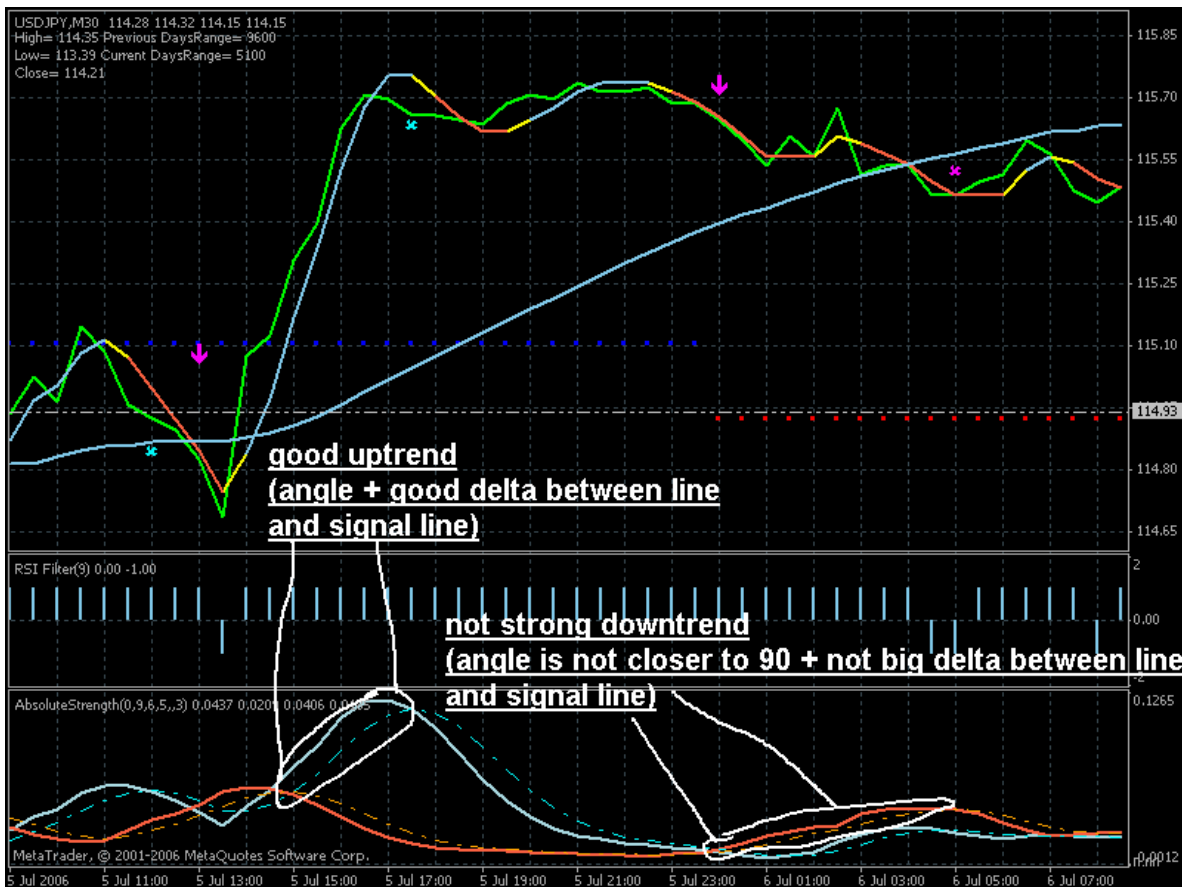 USDJPY,M30 114.28 114.32 114.15 114.15
High= 114.35 Previous DaysRange= 9600
Low= 113.39 Current DaysRange= 5100
Close= 114.21
115.85
115.70
115.55
115.40
115.25
115.10
114.93
114.80
114.65
good uptrend
(angle + good delta between line
and signal line)
RSI Filter(9) 0.00 -1.00
2
0.00
-2
not strong downtrend
(angle is not closer to 90 + not big delta between line
and signal line)
AbsoluteStrength(0,9,6,5,,3) 0.0437 0.0406
0.1265
0.0012
MetaTrader, © 2001-2006 MetaQuotes Software Corp.
5 Jul 2006 5 Jul 11:00 5 Jul 13:00 5 Jul 15:00 5 Jul 17:00 5 Jul 19:00 5 Jul 21:00 5 Jul 23:00 6 Jul 01:00 6 Jul 03:00 6 Jul 05:00 6 Jul 07:00